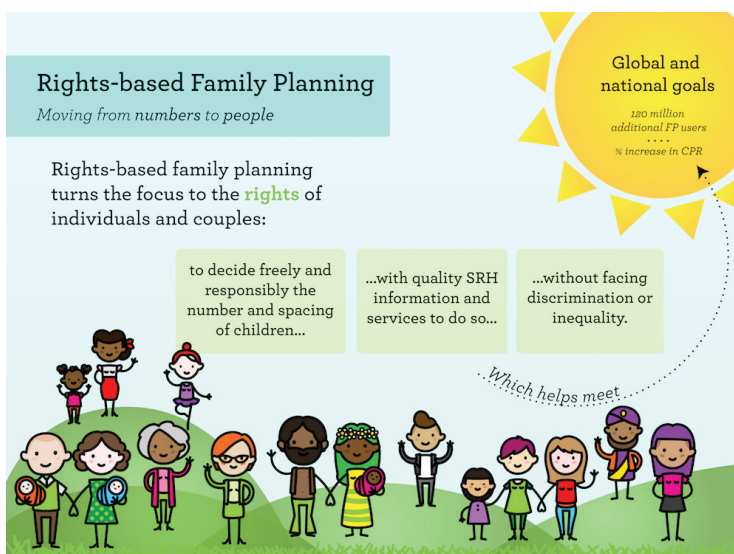 Rights-based Family Planning
Moving from numbers to people
Rights-based family planning
turns the focus to the rights of
individuals and couples:
to decide freely and
responsibly the
number and spacing
of children...
...with quality SRH
information and
services to do so...
...without facing
discrimination or
inequality.
Which helps meet
Global and
national goals
120 million
additional FP users
....
% increase in CPR